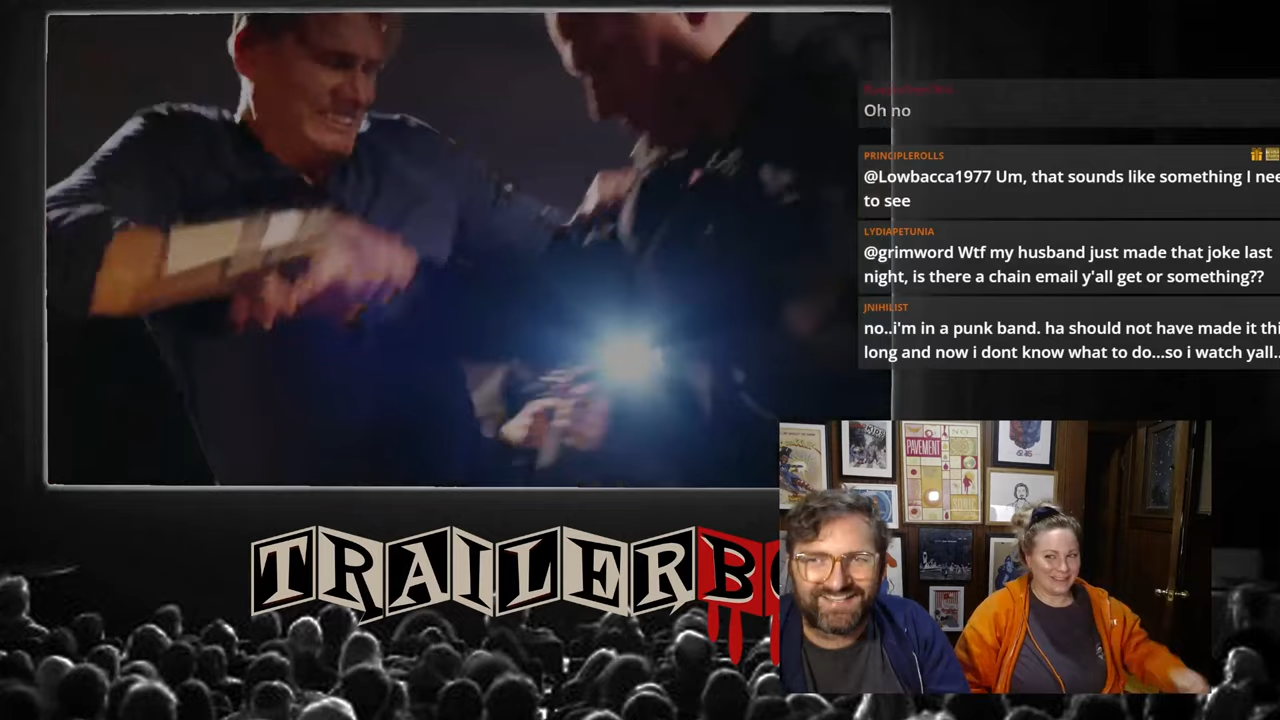 Oh no
PRINCIPLEROLLS
@Lowbacca1977 Um, that sounds like something I nee
to see
LYDIAPETUNIA
@grimword Wtf my husband just made that joke last
night, is there a chain email y'all get or something??
JNIHILIST
no..i'm in a punk band. ha should not have made it thi
long and now i dont know what to do...so i watch yall..
PAVEMENT
TRAILERB